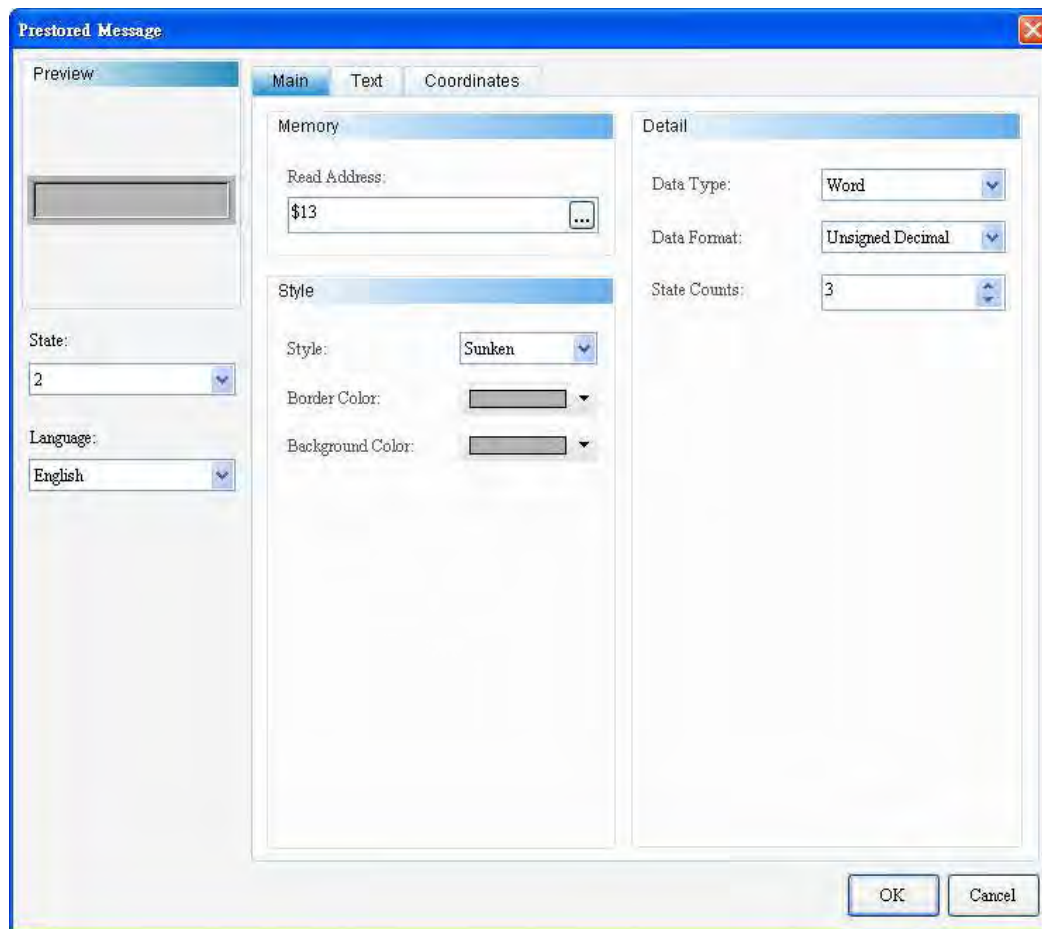 Prestored Message
Preview
State:
2
Language:
English
Main Text Coordinates
Memory
Read Address:
$13
...
Style
Style: Sunken
Border Color:
Background Color:
Detail
Data Type: Word
Data Format: Unsigned Decimal
State Counts: 3
OK Cancel